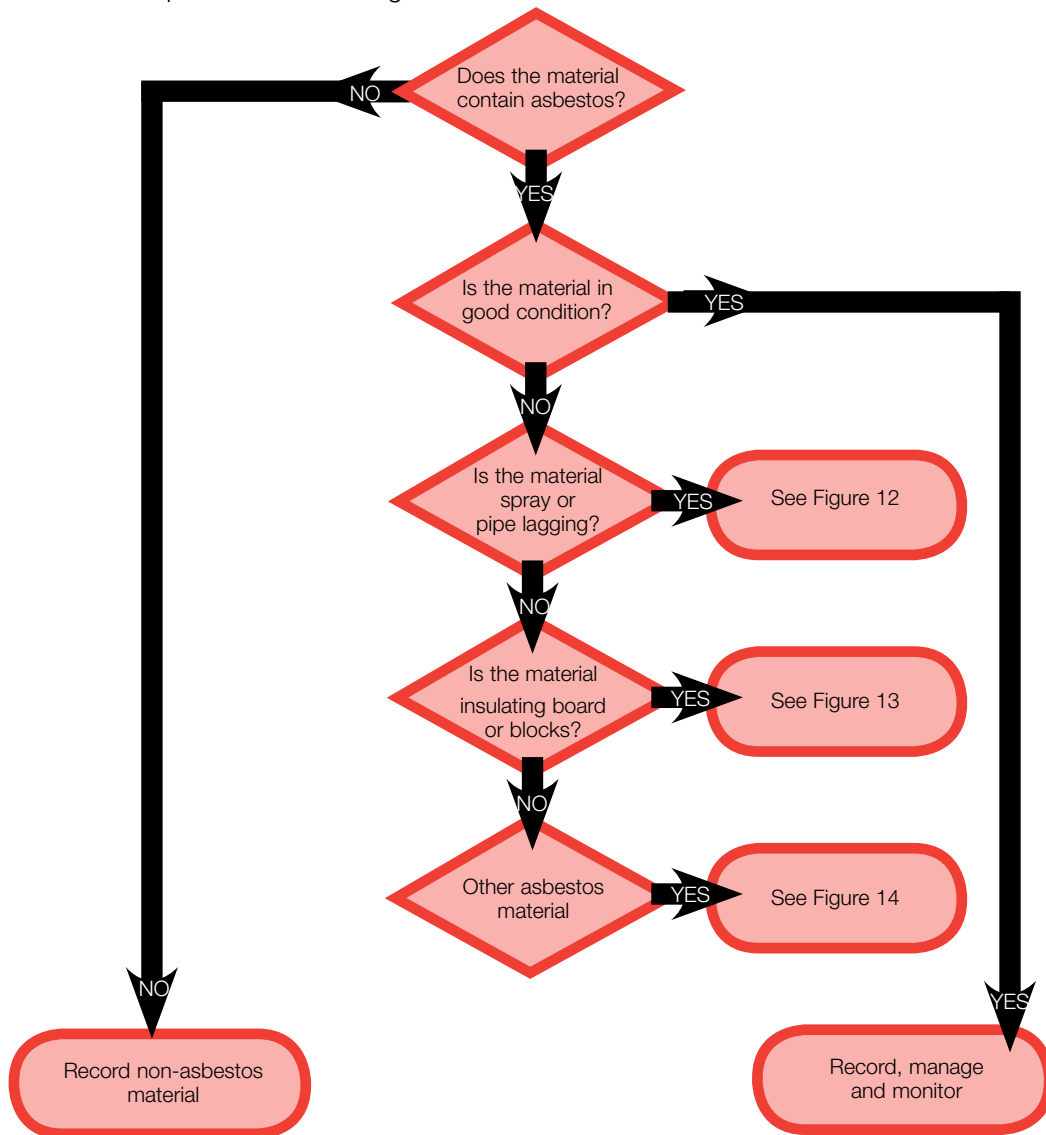 Does the material
contain asbestos?
NO
YES
Is the material in
good condition?
YES
NO
Is the material
spray or
pipe lagging?
YES
See Figure 12
NO
Is the material
insulating board
or blocks?
YES
See Figure 13
NO
Other asbestos
material
YES
See Figure 14
NO
YES
Record non-asbestos
material
Record, manage
and monitor